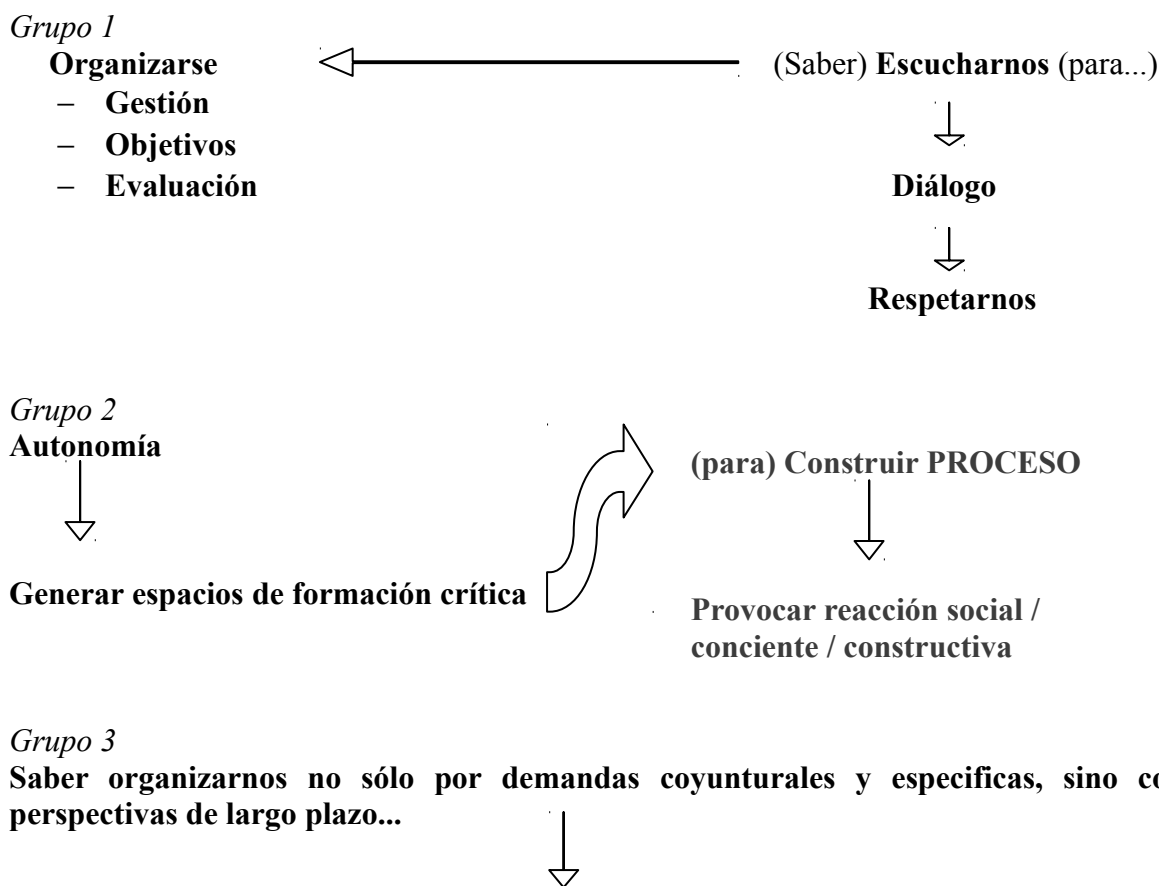 Grupo 1
Organizarse
– Gestión
– Objetivos
– Evaluación
(Saber) Escucharnos (para...)
Diálogo
Respetarnos
Grupo 2
Autonomía
Generar espacios de formación crítica
(para) Construir PROCESO
Provocar reacción social /
conciente / constructiva
Grupo 3
Saber organizarnos no sólo por demandas coyunturales y especificas, sino co
perspectivas de largo plazo...